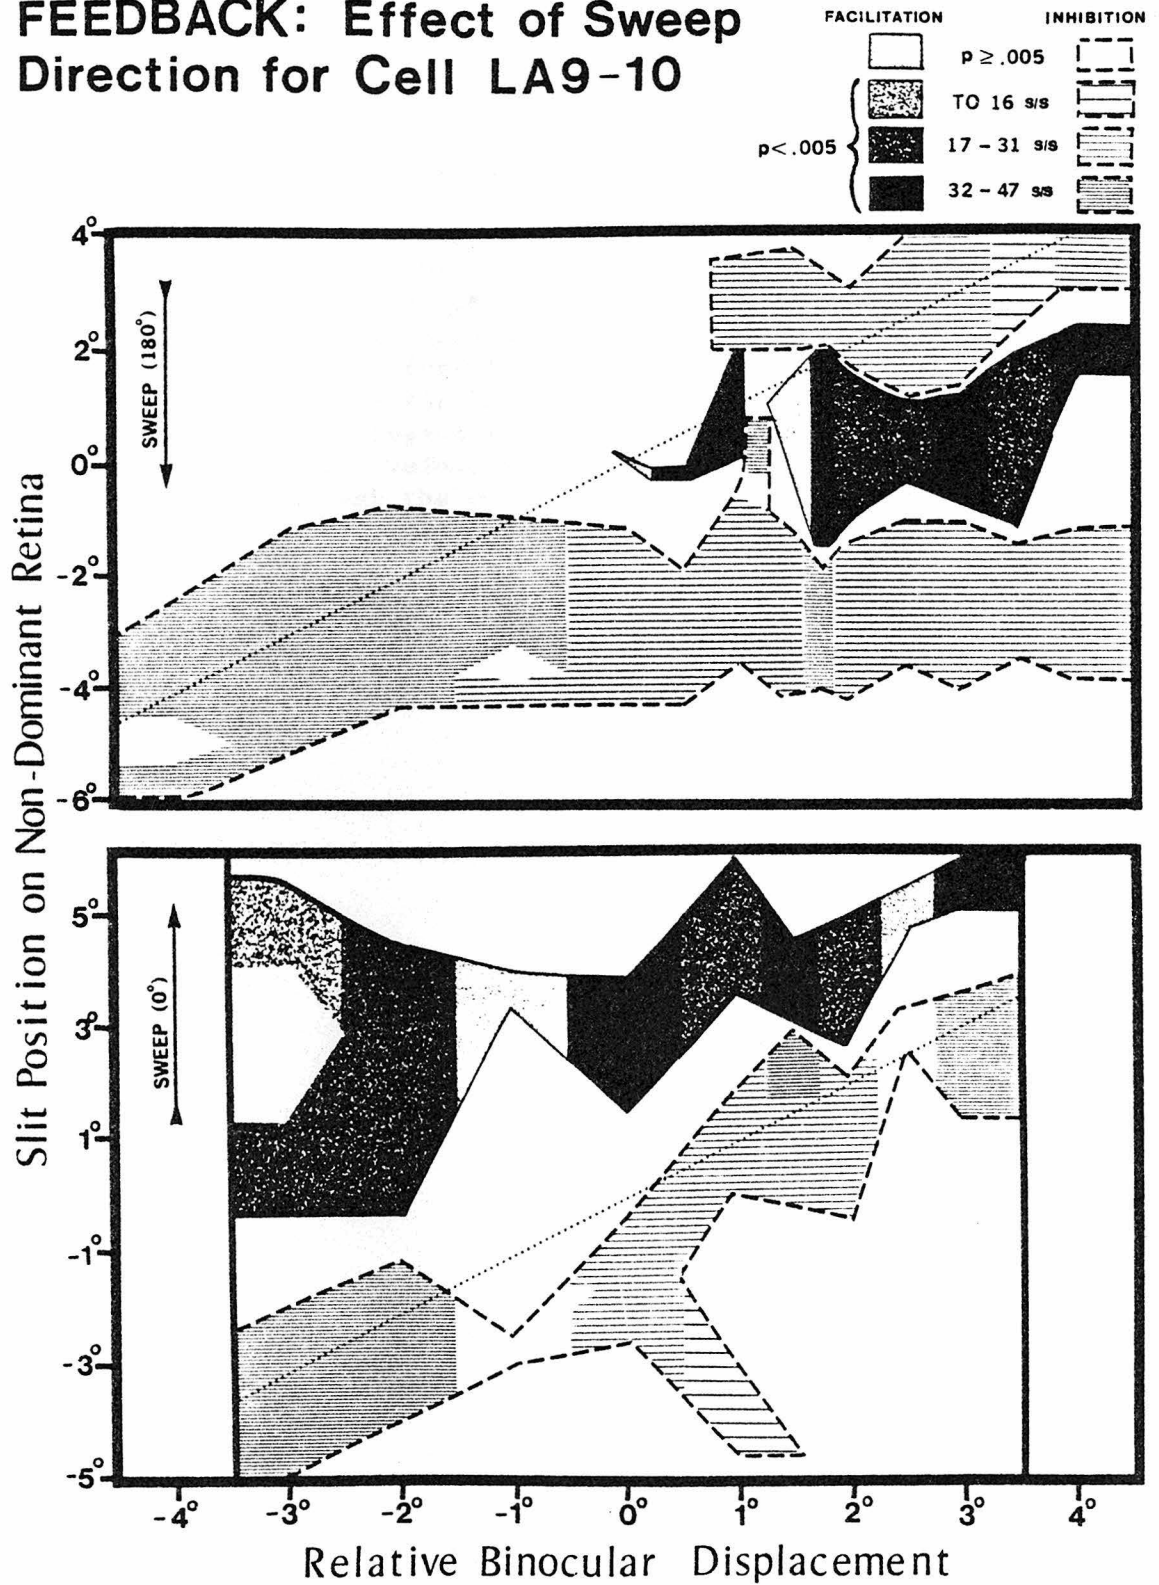 FEEDBACK: Effect of Sweep
Direction for Cell LA9-10
FACILITATION INHIBITION
p ≥ .005
TO 16 s/s
p< .005
17 - 31 s/s
32 - 47 s/s
Slit Position on Non-Dominant Retina
4°
2°
0°
-2°
-4°
-6°
SWEEP (180°)
5°
3°
1°
-1°
-3°
-5°
SWEEP (0°)
-4° -3° -2° -1° 0° 1° 2° 3° 4°
Relative Binocular Displacement